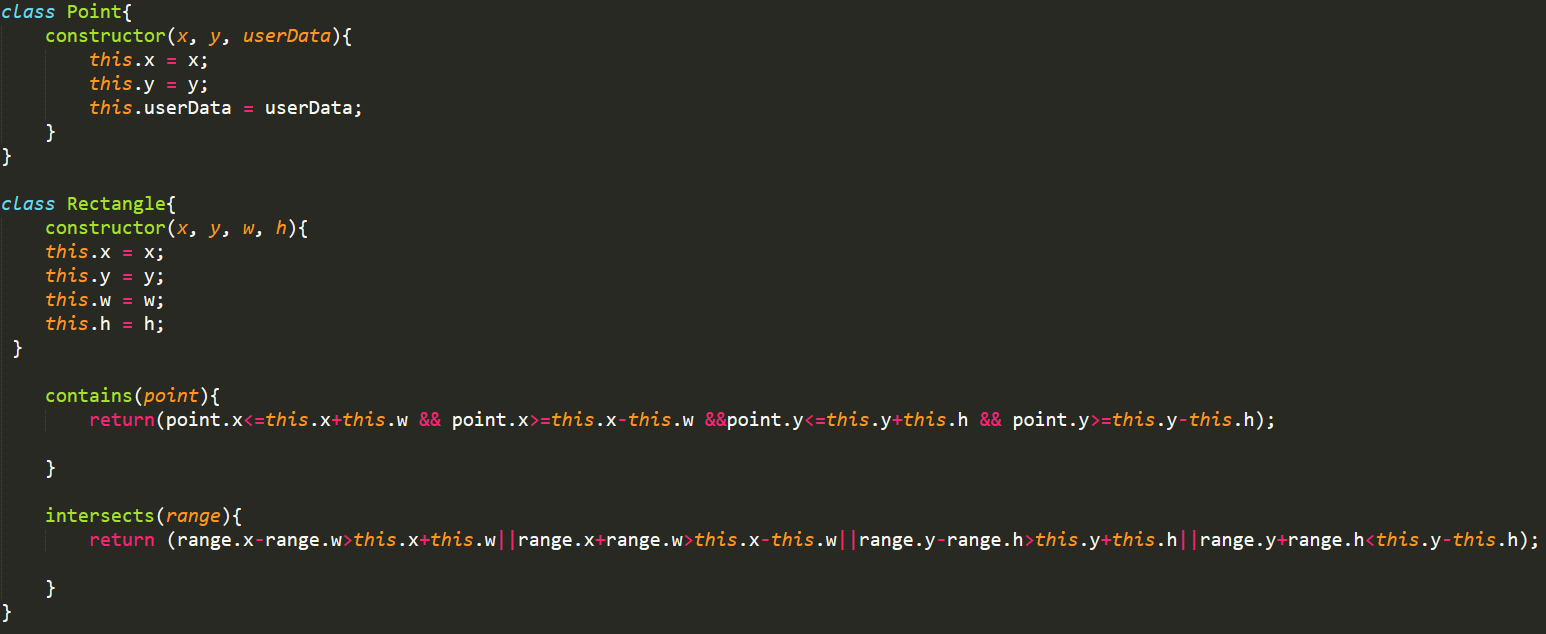 class Point{
    constructor(x, y, userData){
        this.x = x;
        this.y = y;
        this.userData = userData;
    }
}
class Rectangle{
    constructor(x, y, w, h){
    this.x = x;
    this.y = y;
    this.w = w;
    this.h = h;
 }
    contains(point){
        return(point.x<=this.x+this.w && point.x>=this.x-this.w &&point.y<=this.y+this.h && point.y>=this.y-this.h);
    }
    intersects(range){
        return (range.x-range.w>this.x+this.w||range.x+range.w>this.x-this.w||range.y-range.h>this.y+this.h||range.y+range.h<this.y-this.h);
    }
}